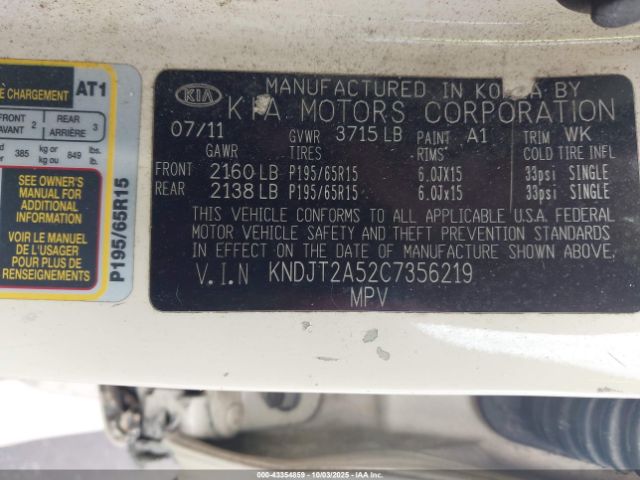 E CHARGEMENT AT1
FRONT AVANT 2 REAR ARRIÈRE 3
385 kg or kg ou 849 lbs. lb.
SEE OWNER'S
MANUAL FOR
ADDITIONAL
INFORMATION
VOIR LE MANUEL
DE L'USAGER
POUR PLUS DE
RENSEIGNEMENTS
P195/65R15
MANUFACTURED IN KOREA BY
KIA
KIA MOTORS CORPORATION
07/11 GVWR 3715 LB PAINT A1 TRIM WK
GAWR TIRES RIMS COLD TIRE INFL
FRONT 2160 LB P195/65R15 6.0JX15 33psi SINGLE
REAR 2138 LB P195/65R15 6.0JX15 33psi SINGLE
THIS VEHICLE CONFORMS TO ALL APPLICABLE U.S.A. FEDERAL
MOTOR VEHICLE SAFETY AND THEFT PREVENTION STANDARDS
IN EFFECT ON THE DATE OF MANUFACTURE SHOWN ABOVE.
V.I.N KNDJT2A52C7356219
MPV
000-43354859 | 10/03/2025 | IAAC